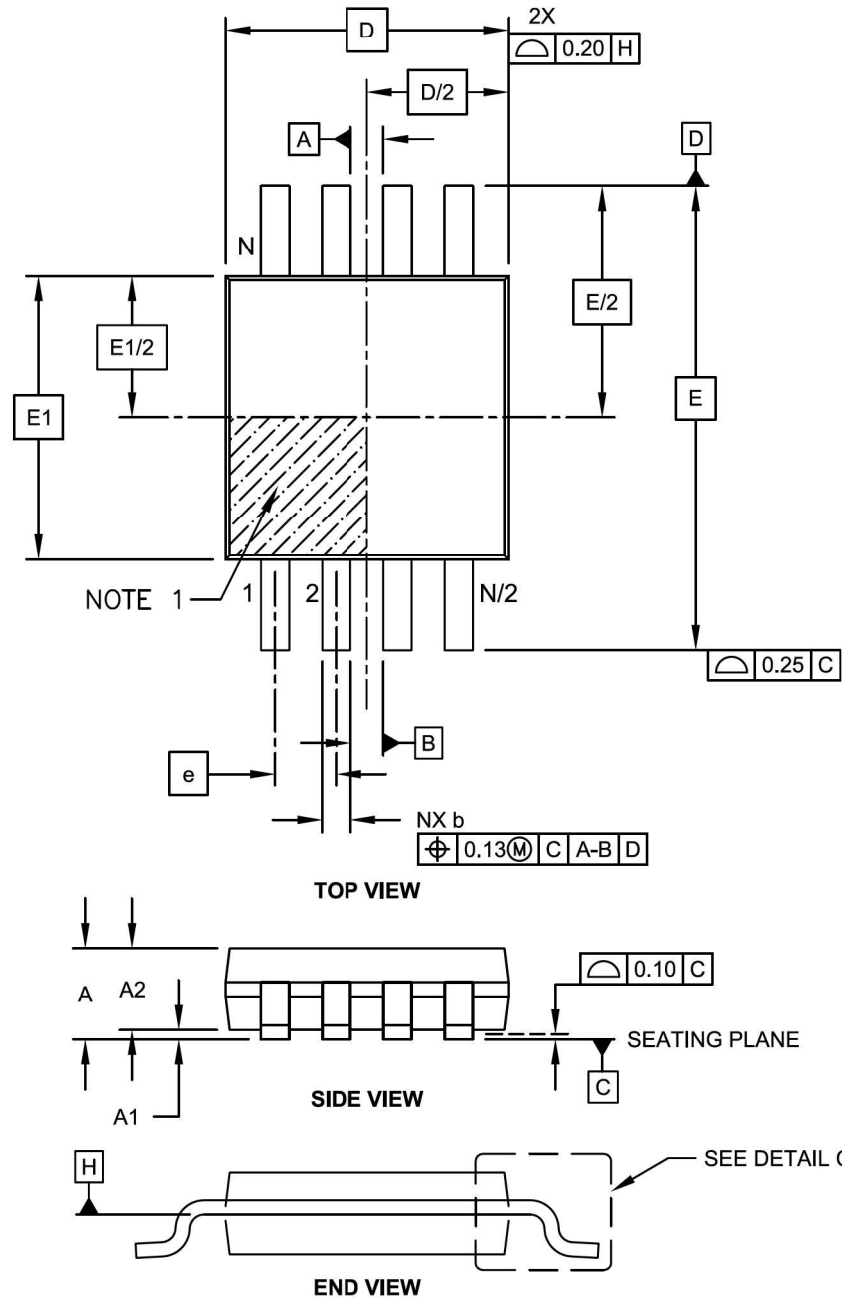 D
2X
⌓ 0.20 H
D/2
A
D
N
E/2
E1/2
E1
E
NOTE 1
1
2
N/2
⌓ 0.25 C
B
e
NX b
⌖ 0.13Ⓜ C A-B D
TOP VIEW
A
A2
⌓ 0.10 C
SEATING PLANE
C
A1
SIDE VIEW
H
SEE DETAIL C
END VIEW